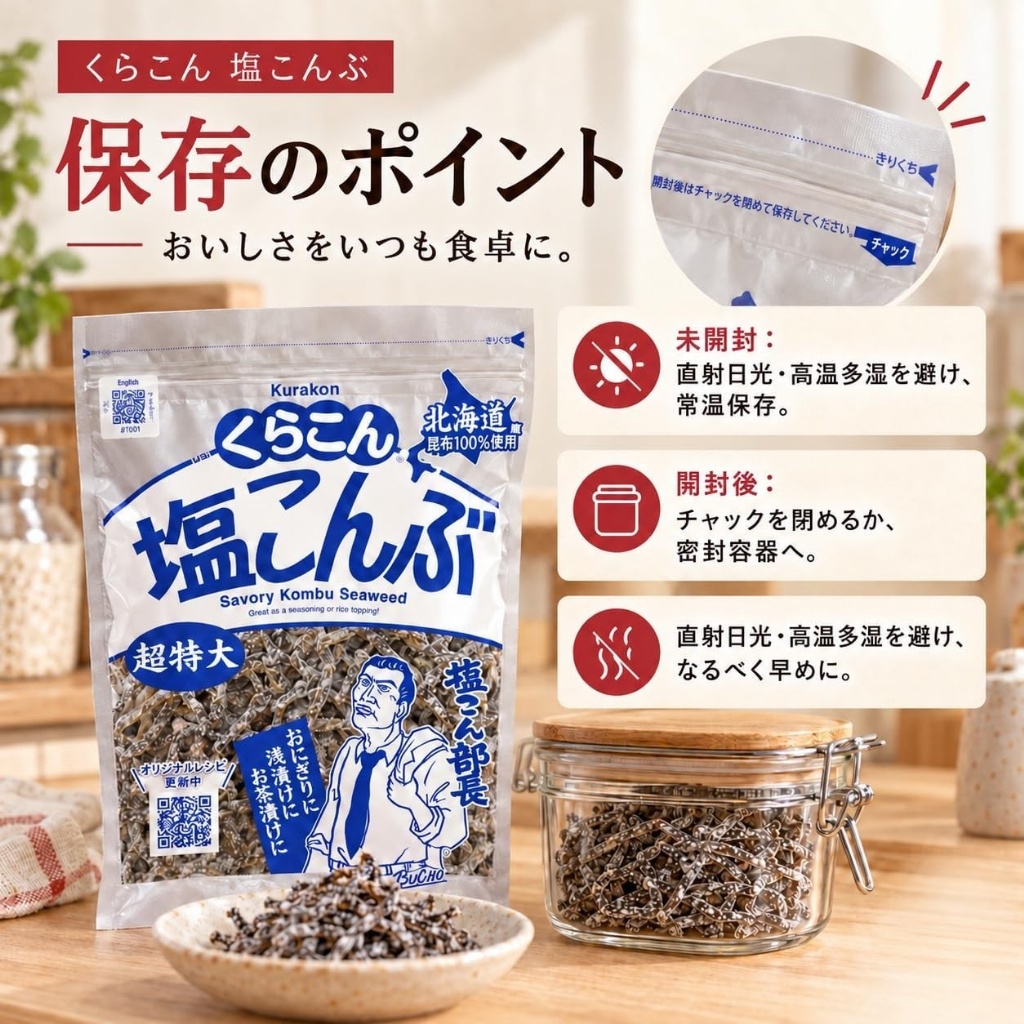 くらこん 塩こんぶ
保存のポイント
おいしさをいつも食卓に。
きりくち
開封後はチャックを閉めて保存してください。
チャック
未開封：
直射日光・高温多湿を避け、
常温保存。
開封後：
チャックを閉めるか、
密封容器へ。
直射日光・高温多湿を避け、
なるべく早めに。
きりくち
English
BT001
Kurakon
くらこん
北海道産
昆布100%使用
塩こんぶ
Savory Kombu Seaweed
Great as a seasoning or rice topping!
超特大
塩こん部長
おにぎりに
浅漬けに
お茶漬けに
オリジナルレシピ
更新中
BUCHO